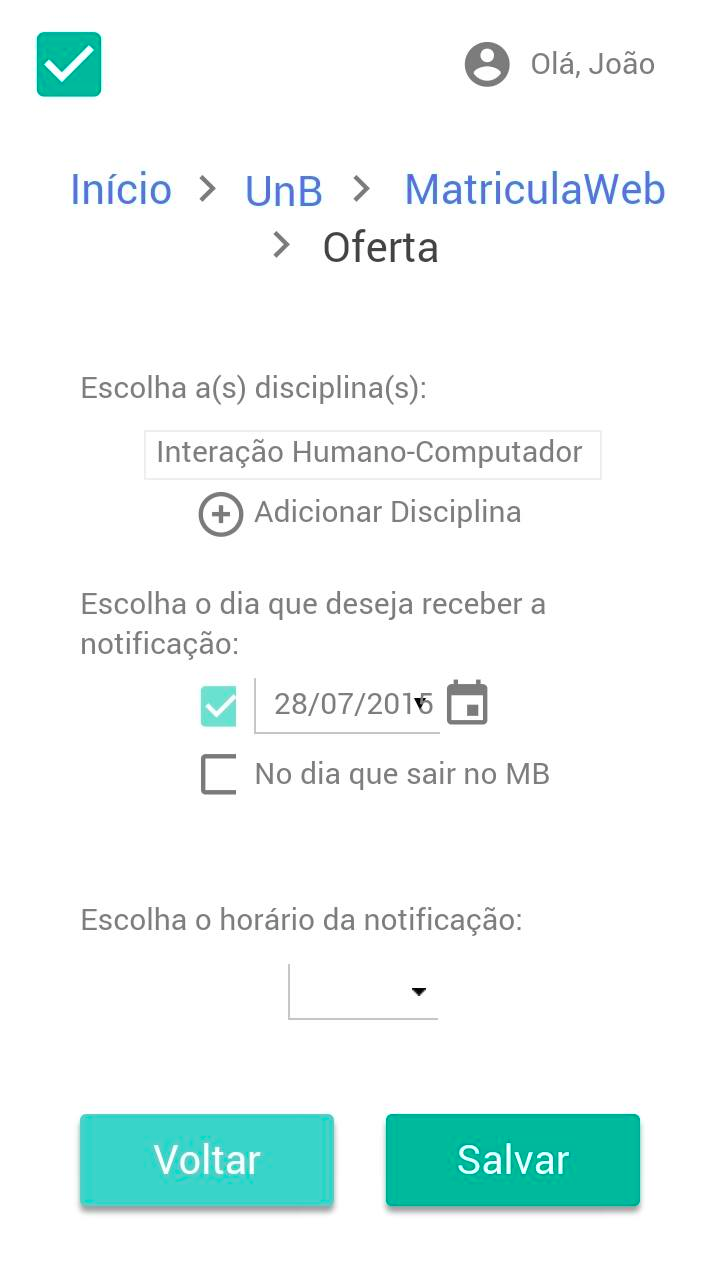 Olá, João
Início > UnB > MatriculaWeb
> Oferta
Escolha a(s) disciplina(s):
Interação Humano-Computador
Adicionar Disciplina
Escolha o dia que deseja receber a
notificação:
28/07/2015
No dia que sair no MB
Escolha o horário da notificação:
Voltar
Salvar